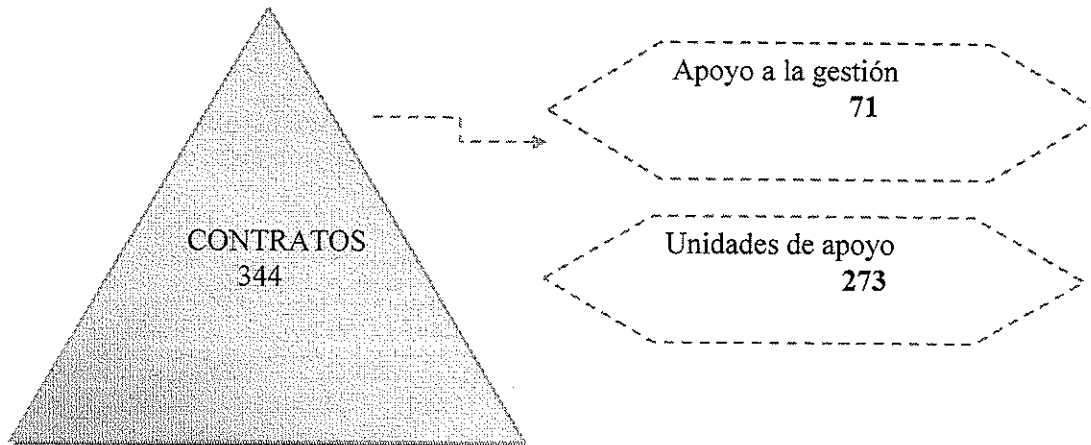 Apoyo a la gestión
71
CONTRATOS
344
Unidades de apoyo
273